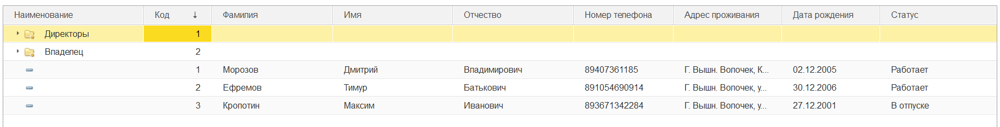 Наименование Код ↓ Фамилия Имя Отчество Номер телефона Адрес проживания Дата рождения Статус
Директоры 1
Владелец 2
1 Морозов Дмитрий Владимирович 89407361185 Г. Вышн. Волочек, К... 02.12.2005 Работает
2 Ефремов Тимур Батькович 891054690914 Г. Вышн. Волочек, у... 30.12.2006 Работает
3 Кропотин Максим Иванович 893671342284 Г. Вышн. Волочек, у... 27.12.2001 В отпуске